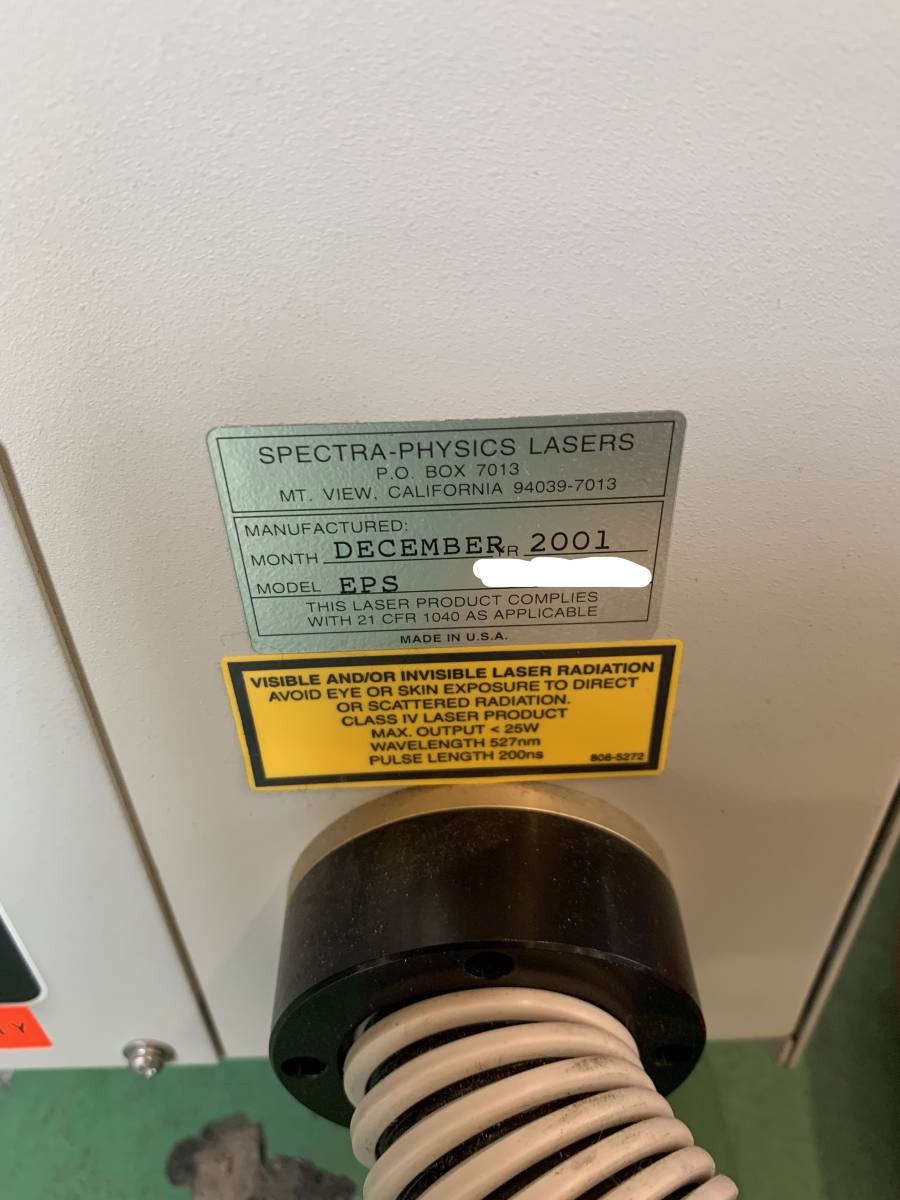 SPECTRA-PHYSICS LASERS
P.O. BOX 7013
MT. VIEW, CALIFORNIA 94039-7013
MANUFACTURED:
MONTH DECEMBER YR 2001
MODEL EPS
THIS LASER PRODUCT COMPLIES
WITH 21 CFR 1040 AS APPLICABLE
MADE IN U.S.A.
VISIBLE AND/OR INVISIBLE LASER RADIATION
AVOID EYE OR SKIN EXPOSURE TO DIRECT
OR SCATTERED RADIATION.
CLASS IV LASER PRODUCT
MAX. OUTPUT < 25W
WAVELENGTH 527nm
PULSE LENGTH 200ns
808-5272